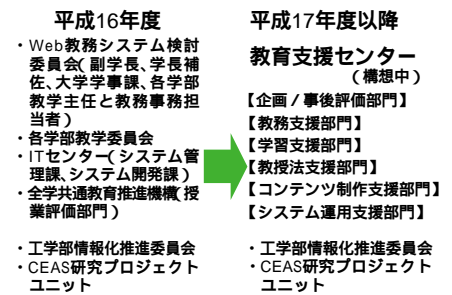 平成16年度
・Web教務システム検討
委員会(副学長、学長補
佐、大学学事課、各学部
教学主任と教務事務担
当者)
・各学部教学委員会
・ITセンター(システム管
理課、システム開発課)
・全学共通教育推進機構(授
業評価部門)
・工学部情報化推進委員会
・CEAS研究プロジェクト
ユニット
平成17年度以降
教育支援センター
(構想中)
【企画/事後評価部門】
【教務支援部門】
【学習支援部門】
【教授法支援部門】
【コンテンツ制作支援部門】
【システム運用支援部門】
・工学部情報化推進委員会
・CEAS研究プロジェクト
ユニット